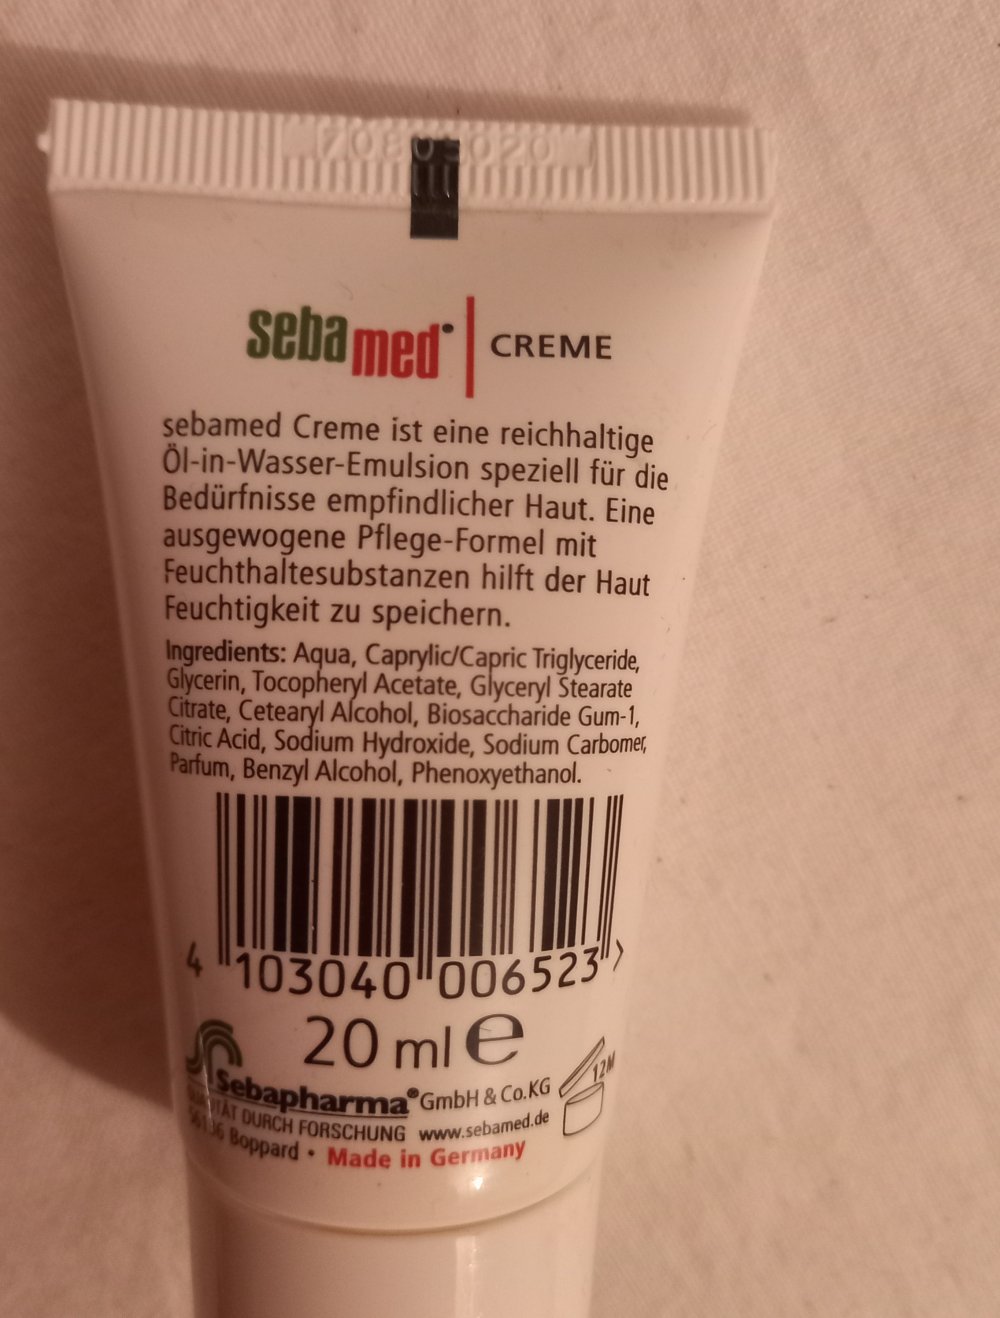 sebamed
CREME
sebamed Creme ist eine reichhaltige
Öl-in-Wasser-Emulsion speziell für die
Bedürfnisse empfindlicher Haut. Eine
ausgewogene Pflege-Formel mit
Feuchthaltesubstanzen hilft der Haut
Feuchtigkeit zu speichern.
Ingredients: Aqua, Caprylic/Capric Triglyceride,
Glycerin, Tocopheryl Acetate, Glyceryl Stearate
Citrate, Cetearyl Alcohol, Biosaccharide Gum-1,
Citric Acid, Sodium Hydroxide, Sodium Carbomer,
Parfum, Benzyl Alcohol, Phenoxyethanol.
4 103040 006523 >
20 ml e
Sebapharma® GmbH & Co.KG
12M
DURCH FORSCHUNG www.sebamed.de
Boppard • Made in Germany